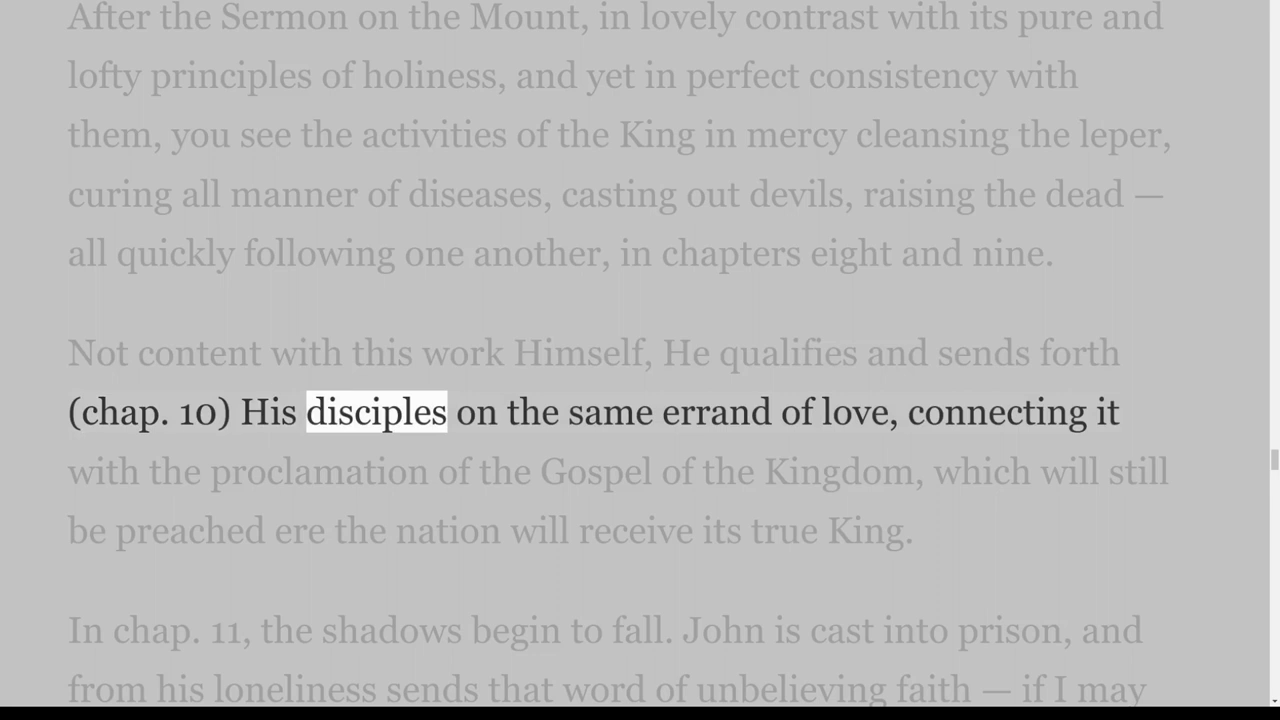 After the Sermon on the Mount, in lovely contrast with its pure and
lofty principles of holiness, and yet in perfect consistency with
them, you see the activities of the King in mercy cleansing the leper,
curing all manner of diseases, casting out devils, raising the dead —
all quickly following one another, in chapters eight and nine.
Not content with this work Himself, He qualifies and sends forth
(chap. 10) His disciples on the same errand of love, connecting it
with the proclamation of the Gospel of the Kingdom, which will still
be preached ere the nation will receive its true King.
In chap. 11, the shadows begin to fall. John is cast into prison, and
from his loneliness sends that word of unbelieving faith — if I may